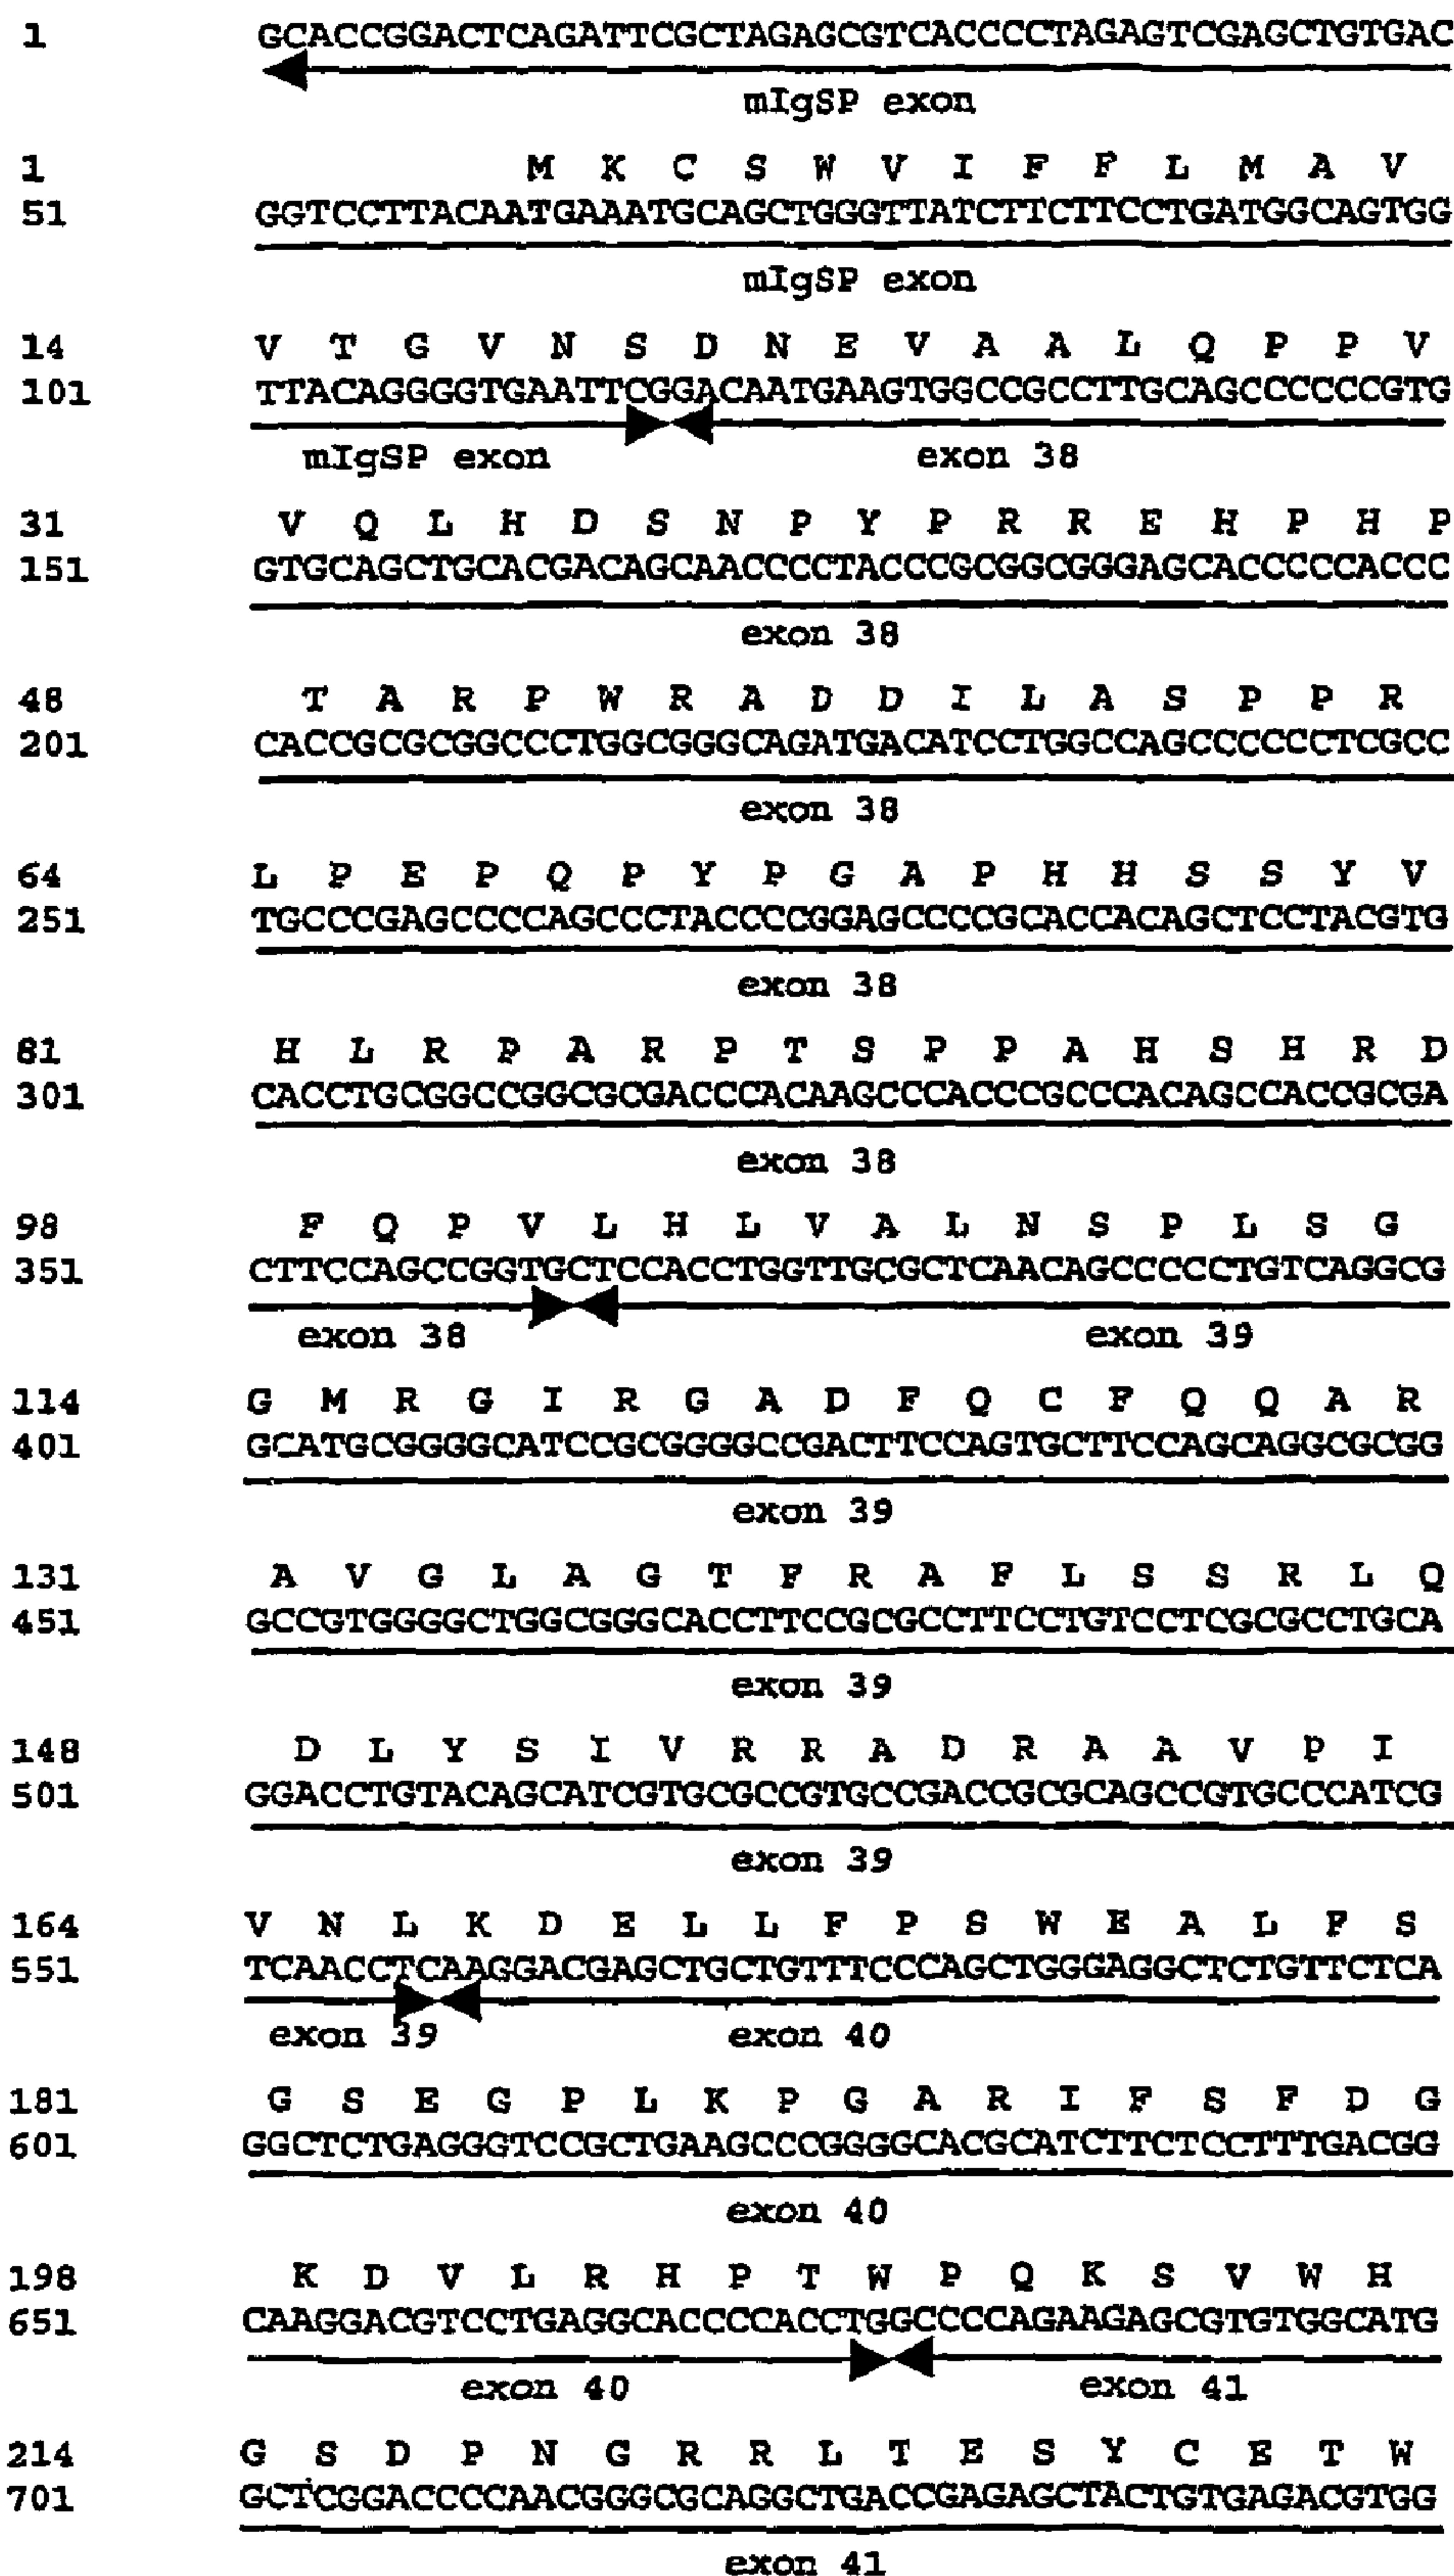 1 GCACCGGACTCAGATTCGCTAGAGCGTCACCCCTAGAGTCGAGCTGTGAC
mIgSP exon
1 M K C S W V I F F L M A V
51 GGTCCTTACAATGAAATGCAGCTGGGTTATCTTCTTCCTGATGGCAGTGG
mIgSP exon
14 V T G V N S D N E V A A L Q P P V
101 TTACAGGGGTGAATTCGGACAATGAAGTGGCCGCCTTGCAGCCCCCCGTG
mIgSP exon exon 38
31 V Q L H D S N P Y P R R E H P H P
151 GTGCAGCTGCACGACAGCAACCCCTACCCGCGGCGGGAGCACCCCCACCC
exon 38
48 T A R P W R A D D I L A S P P R
201 CACCGCGCGGCCCTGGCGGGCAGATGACATCCTGGCCAGCCCCCCTCGCC
exon 38
64 L P E P Q P Y P G A P H H S S Y V
251 TGCCCGAGCCCCAGCCCTACCCCGGAGCCCCGCACCACAGCTCCTACGTG
exon 38
81 H L R P A R P T S P P A H S H R D
301 CACCTGCGGCCGGCGCGACCCACAAGCCCACCCGCCCACAGCCACCGCGA
exon 38
98 F Q P V L H L V A L N S P L S G
351 CTTCCAGCCGGTGCTCCACCTGGTTGCGCTCAACAGCCCCCTGTCAGGCG
exon 38 exon 39
114 G M R G I R G A D F Q C F Q Q A R
401 GCATGCGGGGCATCCGCGGGGCCGACTTCCAGTGCTTCCAGCAGGCGCGG
exon 39
131 A V G L A G T F R A F L S S R L Q
451 GCCGTGGGGCTGGCGGGCACCTTCCGCGCCTTCCTGTCCTCGCGCCTGCA
exon 39
148 D L Y S I V R R A D R A A V P I
501 GGACCTGTACAGCATCGTGCGCCGTGCCGACCGCGCAGCCGTGCCCATCG
exon 39
164 V N L K D E L L F P S W E A L F S
551 TCAACCTCAAGGACGAGCTGCTGTTTCCCAGCTGGGAGGCTCTGTTCTCA
exon 39 exon 40
181 G S E G P L K P G A R I F S F D G
601 GGCTCTGAGGGTCCGCTGAAGCCCGGGGCACGCATCTTCTCCTTTGACGG
exon 40
198 K D V L R H P T W P Q K S V W H
651 CAAGGACGTCCTGAGGCACCCCACCTGGCCCCAGAAGAGCGTGTGGCATG
exon 40 exon 41
214 G S D P N G R R L T E S Y C E T W
701 GCTCGGACCCCAACGGGCGCAGGCTGACCGAGAGCTACTGTGAGACGTGG
exon 41